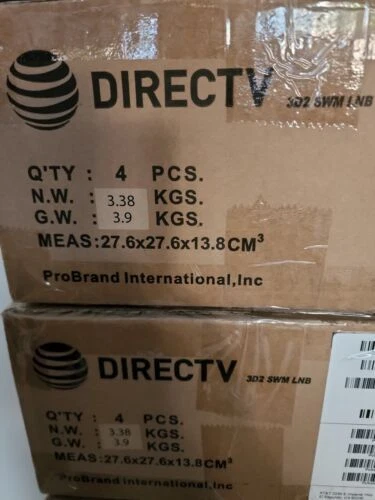 DIRECTV 3D2 SWM LNB
Q'TY : 4 PCS.
N.W. : 3.38 KGS.
G.W. : 3.9 KGS.
MEAS:27.6x27.6x13.8CM³
ProBrand International,Inc
DIRECTV 3D2 SWM LNB
Q'TY : 4 PCS.
N.W. : 3.38 KGS.
G.W. : 3.9 KGS.
MEAS:27.6x27.6x13.8CM³
ProBrand International,Inc